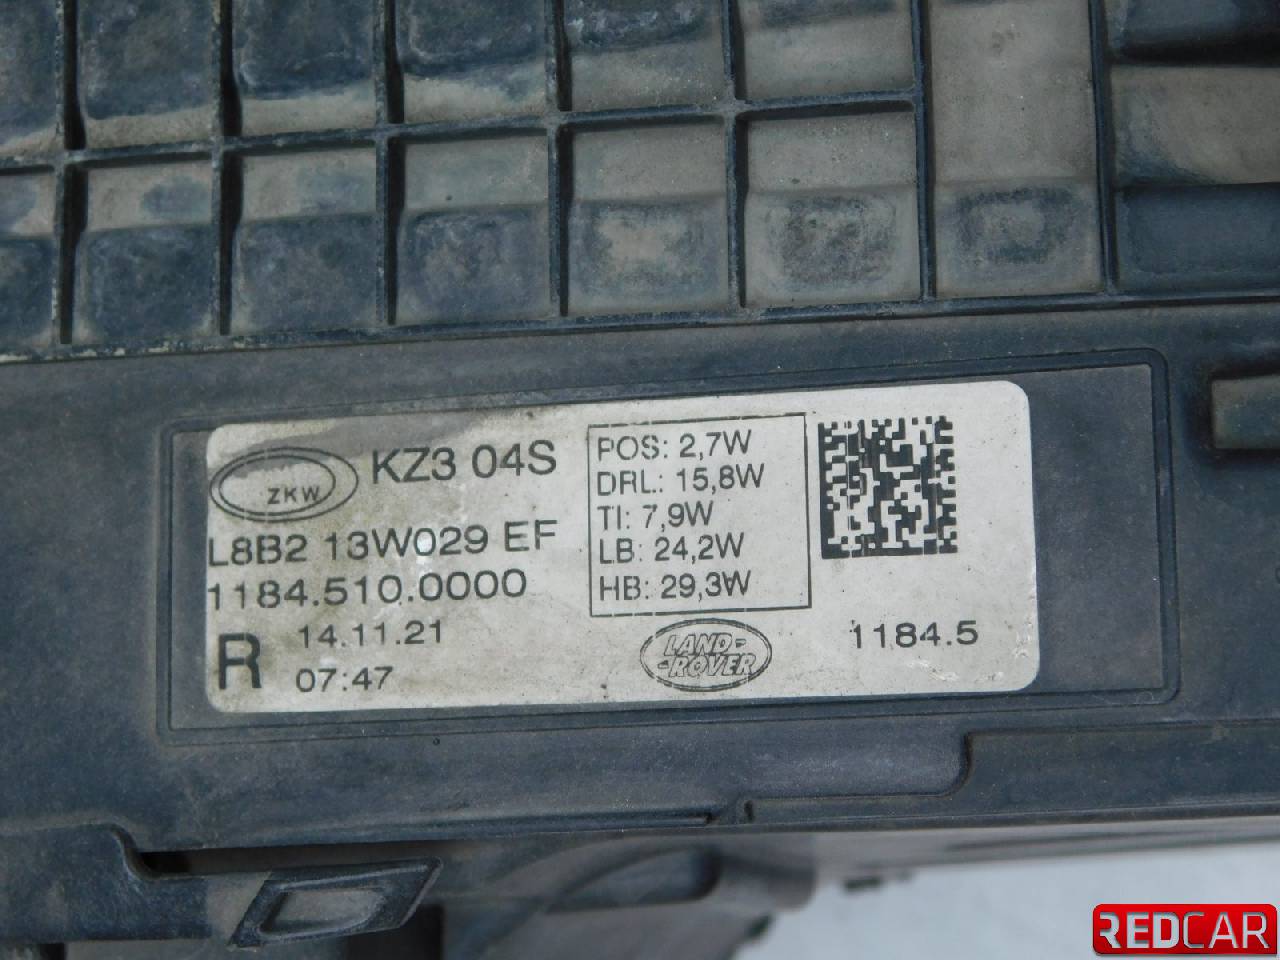 ZKW
KZ3 04S
L8B2 13W029 EF
1184.510.0000
R
14.11.21
07:47
POS: 2,7W
DRL: 15,8W
TI: 7,9W
LB: 24,2W
HB: 29,3W
LAND-
-ROVER
1184.5
REDCAR